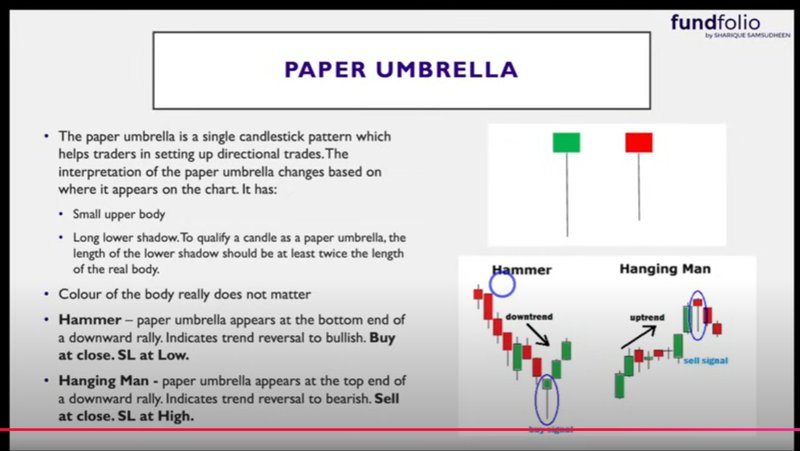 fundfolio
by SHARIQUE SAMSUDHEEN
PAPER UMBRELLA
• The paper umbrella is a single candlestick pattern which
helps traders in setting up directional trades. The
interpretation of the paper umbrella changes based on
where it appears on the chart. It has:
• Small upper body
• Long lower shadow. To qualify a candle as a paper umbrella, the
length of the lower shadow should be at least twice the length
of the real body.
• Colour of the body really does not matter
• Hammer – paper umbrella appears at the bottom end of
a downward rally. Indicates trend reversal to bullish. Buy
at close. SL at Low.
• Hanging Man - paper umbrella appears at the top end of
a downward rally. Indicates trend reversal to bearish. Sell
at close. SL at High.
Hammer
downtrend
buy signal
Hanging Man
uptrend
sell signal